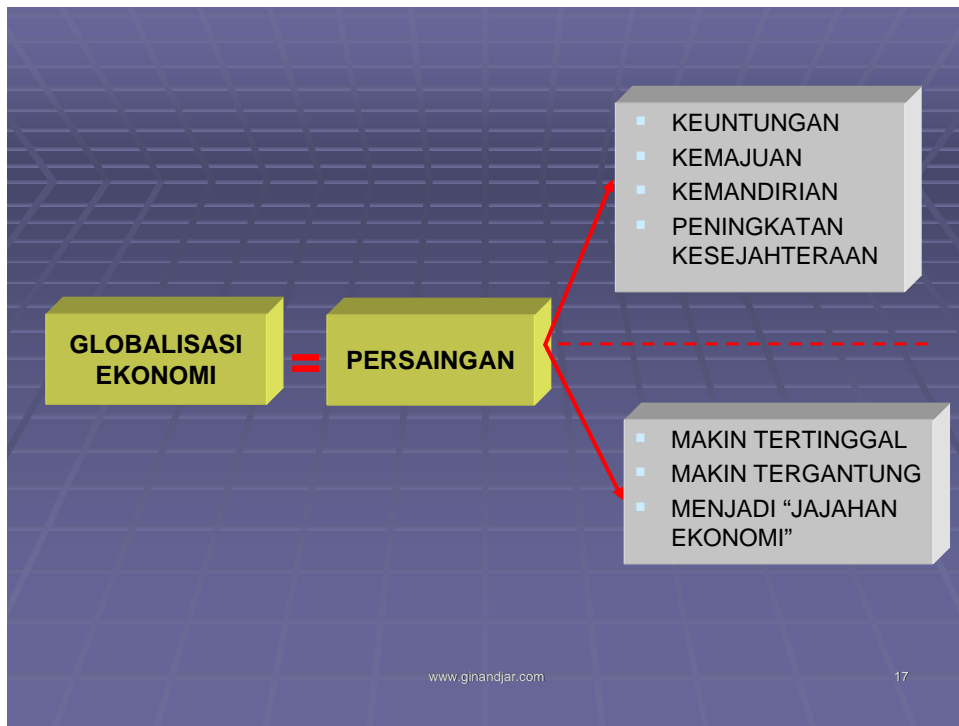 GLOBALISASI
EKONOMI
=
PERSAINGAN
KEUNTUNGAN
KEMAJUAN
KEMANDIRIAN
PENINGKATAN
KESEJAHTERAAN
MAKIN TERTINGGAL
MAKIN TERGANTUNG
MENJADI “JAJAHAN
EKONOMI”
www.ginandjar.com
17